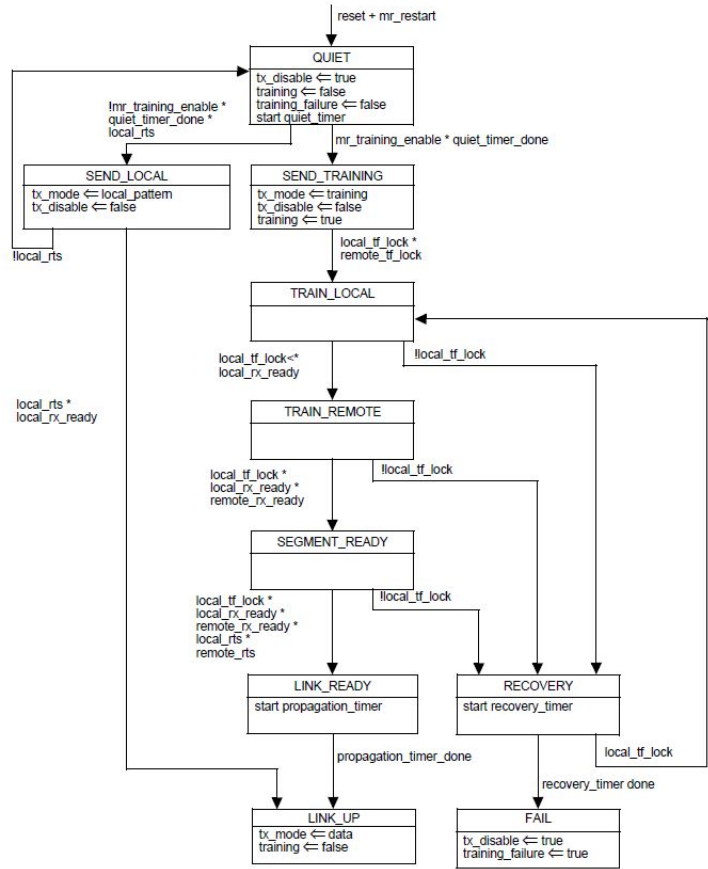 reset + mr_restart
QUIET
tx_disable ⇐ true
training ⇐ false
training_failure ⇐ false
start quiet_timer
!mr_training_enable *
quiet_timer_done *
local_rts
mr_training_enable * quiet_timer_done
SEND_LOCAL
tx_mode ⇐ local_pattern
tx_disable ⇐ false
!local_rts
SEND_TRAINING
tx_mode ⇐ training
tx_disable ⇐ false
training ⇐ true
local_tf_lock *
remote_tf_lock
TRAIN_LOCAL
local_tf_lock<*
local_rx_ready
!local_tf_lock
local_rts *
local_rx_ready
TRAIN_REMOTE
local_tf_lock *
local_rx_ready *
remote_rx_ready
!local_tf_lock
SEGMENT_READY
local_tf_lock *
local_rx_ready *
remote_rx_ready *
local_rts *
remote_rts
!local_tf_lock
LINK_READY
start propagation_timer
RECOVERY
start recovery_timer
local_tf_lock
propagation_timer_done
recovery_timer done
LINK_UP
tx_mode ⇐ data
training ⇐ false
FAIL
tx_disable ⇐ true
training_failure ⇐ true